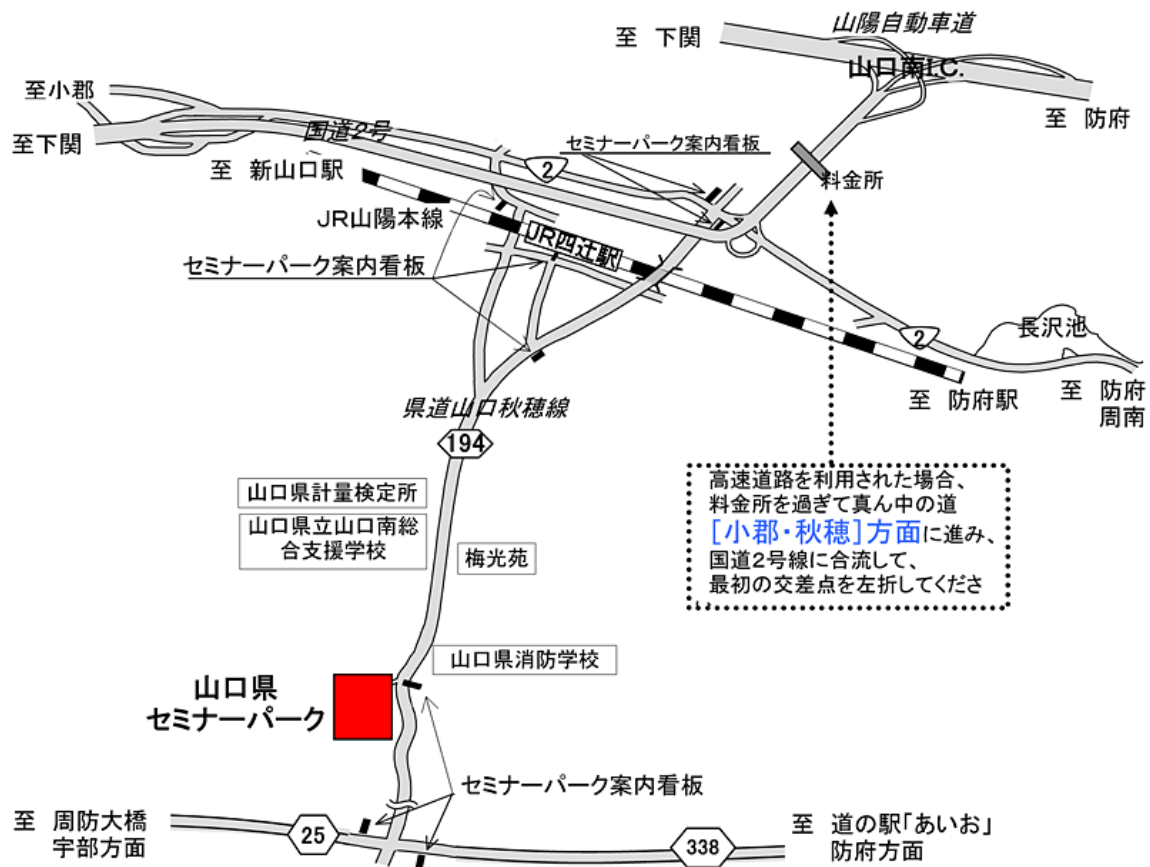 山陽自動車道
至 下関
山口南I.C.
至 防府
至小郡
至下関
国道2号
至 新山口駅
2
セミナーパーク案内看板
料金所
JR山陽本線
JR四辻駅
セミナーパーク案内看板
長沢池
2
至 防府駅
至 防府
周南
県道山口秋穂線
194
高速道路を利用された場合、
料金所を過ぎて真ん中の道
[小郡・秋穂]方面に進み、
国道2号線に合流して、
最初の交差点を左折してくださ
山口県計量検定所
山口県立山口南総
合支援学校
梅光苑
山口県消防学校
山口県
セミナーパーク
セミナーパーク案内看板
至 周防大橋
宇部方面
25
338
至 道の駅「あいお」
防府方面